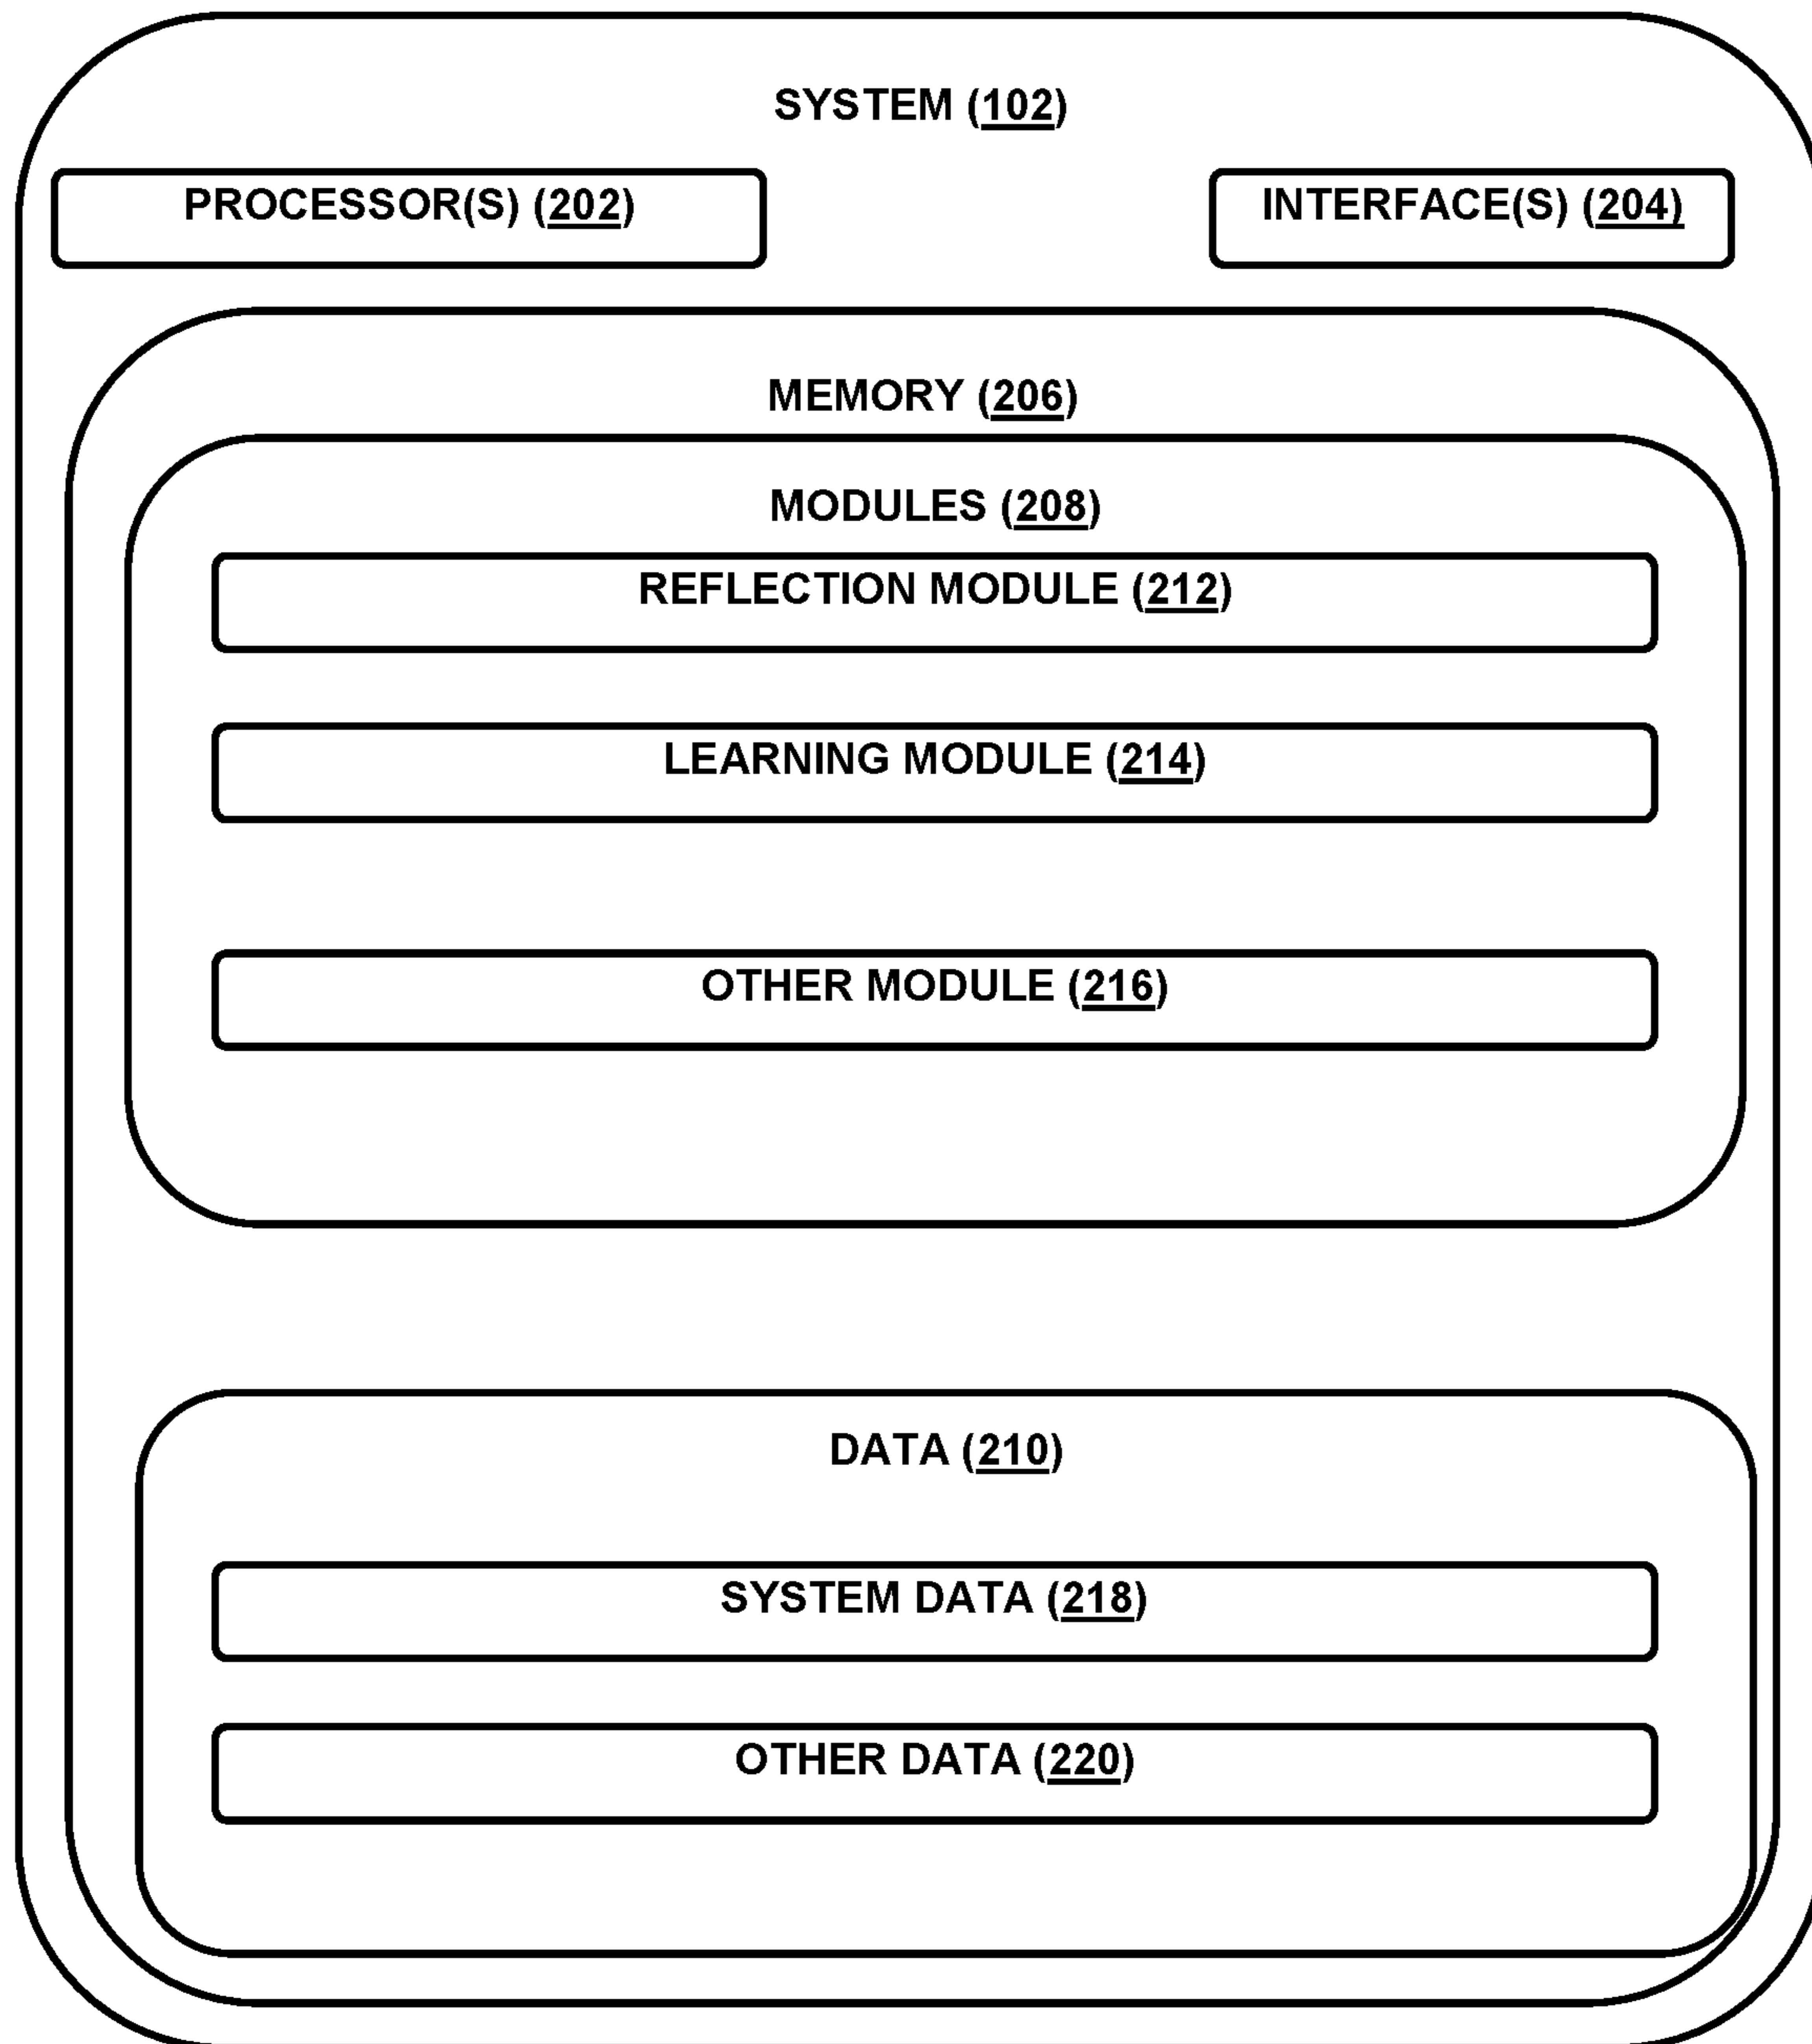 SYSTEM (102)
PROCESSOR(S) (202)
INTERFACE(S) (204)
MEMORY (206)
MODULES (208)
REFLECTION MODULE (212)
LEARNING MODULE (214)
OTHER MODULE (216)
DATA (210)
SYSTEM DATA (218)
OTHER DATA (220)